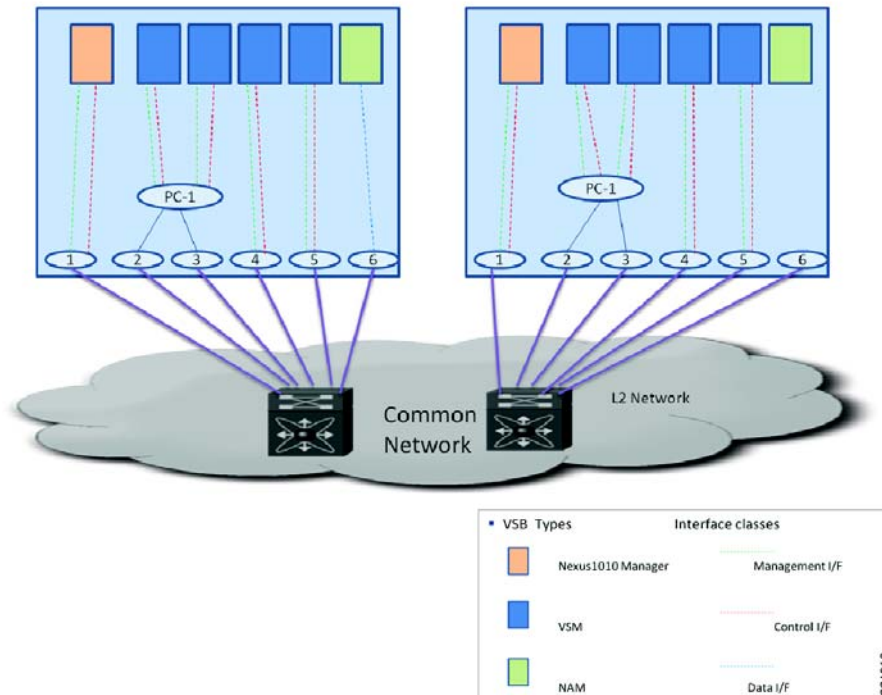 PC-1
PC-1
1 2 3 4 5 6
1 2 3 4 5 6
L2 Network
Common
Network
VSB Types Interface classes
Nexus1010 Manager Management I/F
VSM Control I/F
NAM Data I/F